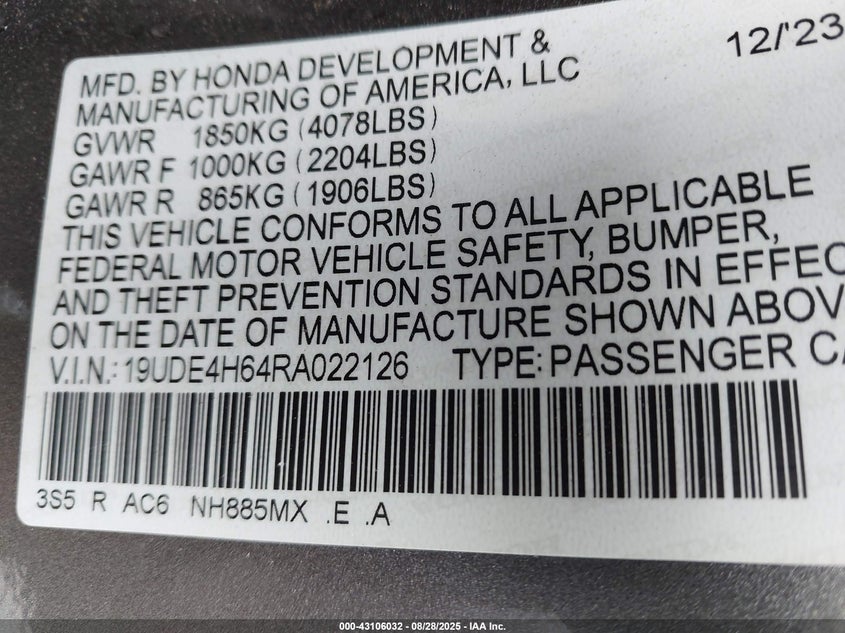 12/'23
MFD. BY HONDA DEVELOPMENT &
MANUFACTURING OF AMERICA, LLC
GVWR 1850KG (4078LBS)
GAWR F 1000KG (2204LBS)
GAWR R 865KG (1906LBS)
THIS VEHICLE CONFORMS TO ALL APPLICABLE
FEDERAL MOTOR VEHICLE SAFETY, BUMPER,
AND THEFT PREVENTION STANDARDS IN EFFEC
ON THE DATE OF MANUFACTURE SHOWN ABOV
V.I.N.: 19UDE4H64RA022126 TYPE: PASSENGER CA
3S5 R AC6 NH885MX .E .A
000-43106032 / 08/28/2025 - IAA Inc.